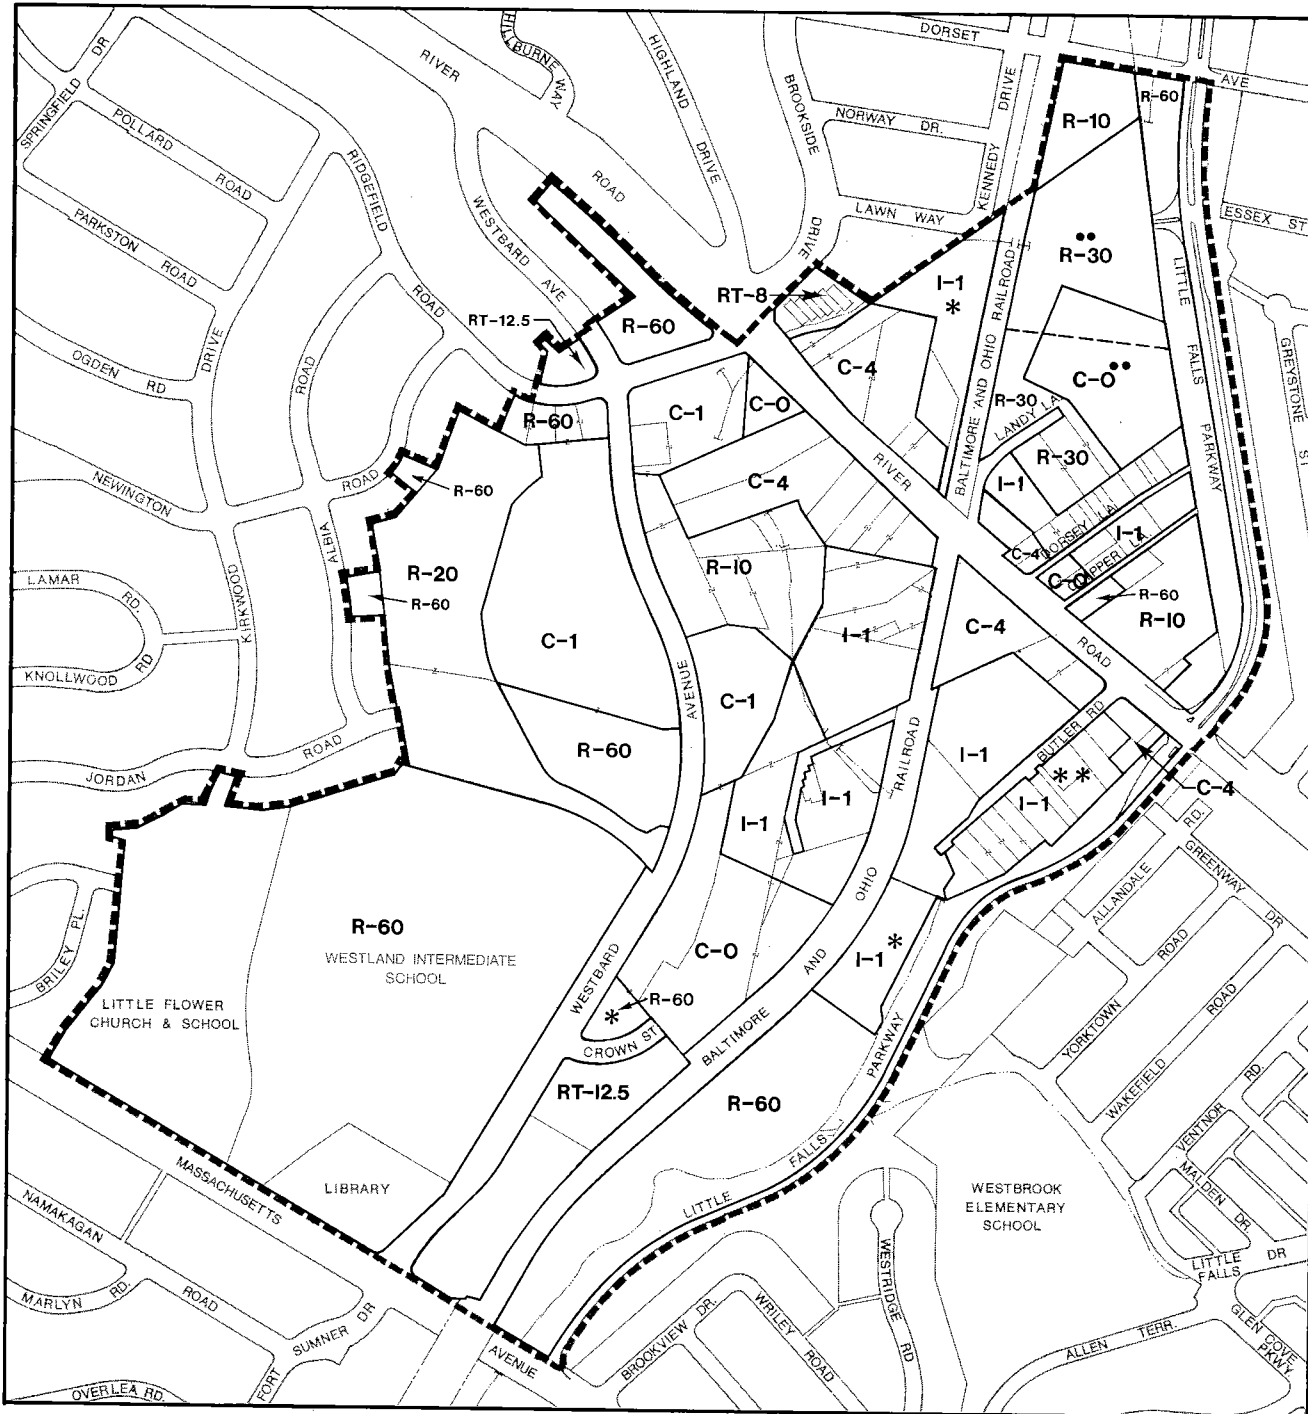 DORSET
AVE
SPRINGFIELD DR
POLLARD
ROAD
PARKSTON
ROAD
RIDGEFIELD
ROAD
RIVER
ROAD
HILLBURNE WAY
HIGHLAND
DRIVE
BROOKSIDE
DRIVE
NORWAY DR.
KENNEDY
DRIVE
LAWN WAY
R-10
R-60
ESSEX ST
R-30
LITTLE
FALLS
PARKWAY
GREYSTONE
ST
WESTBARD AVE
RT-8
I-1
*
BALTIMORE AND OHIO RAILROAD
RT-12.5
R-60
OGDEN RD
DRIVE
ROAD
C-4
C-O
C-1
C-O
R-30
LANDY LA
R-60
RIVER
R-30
NEWINGTON
ROAD
R-60
C-4
I-1
ALBIA
C-4
DORSEY LA
I-1
C-O
CLIPPER LA
R-60
R-10
R-20
R-10
LAMAR
RD.
R-60
KIRKWOOD
C-1
I-1
C-4
ROAD
KNOLLWOOD
RD
AVENUE
C-1
R-60
ROAD
JORDAN
RAILROAD
I-1
BUTLER RD
* *
I-1
C-4
I-1
I-1
RD.
GREENWAY
DR
ALLANDALE
OHIO
BRILEY PL.
R-60
WESTLAND INTERMEDIATE
SCHOOL
WESTBARD
C-O
AND
I-1
*
ROAD
LITTLE FLOWER
CHURCH & SCHOOL
R-60
*
CROWN ST
BALTIMORE
PARKWAY
YORKTOWN
ROAD
WAKEFIELD
RT-12.5
R-60
VENTNOR
RD.
MASSACHUSETTS
FALLS
MALDEN
DR
LIBRARY
LITTLE
WESTBROOK
ELEMENTARY
SCHOOL
NAMAKAGAN
ROAD
WESTRIDGE RD
LITTLE
FALLS
DR
MARLYN
RD.
SUMNER DR
FORT
AVENUE
BROOKVIEW DR.
WRILEY
ROAD
ALLEN TERR.
GLEN COVE
PKWY
OVERLEA RD.